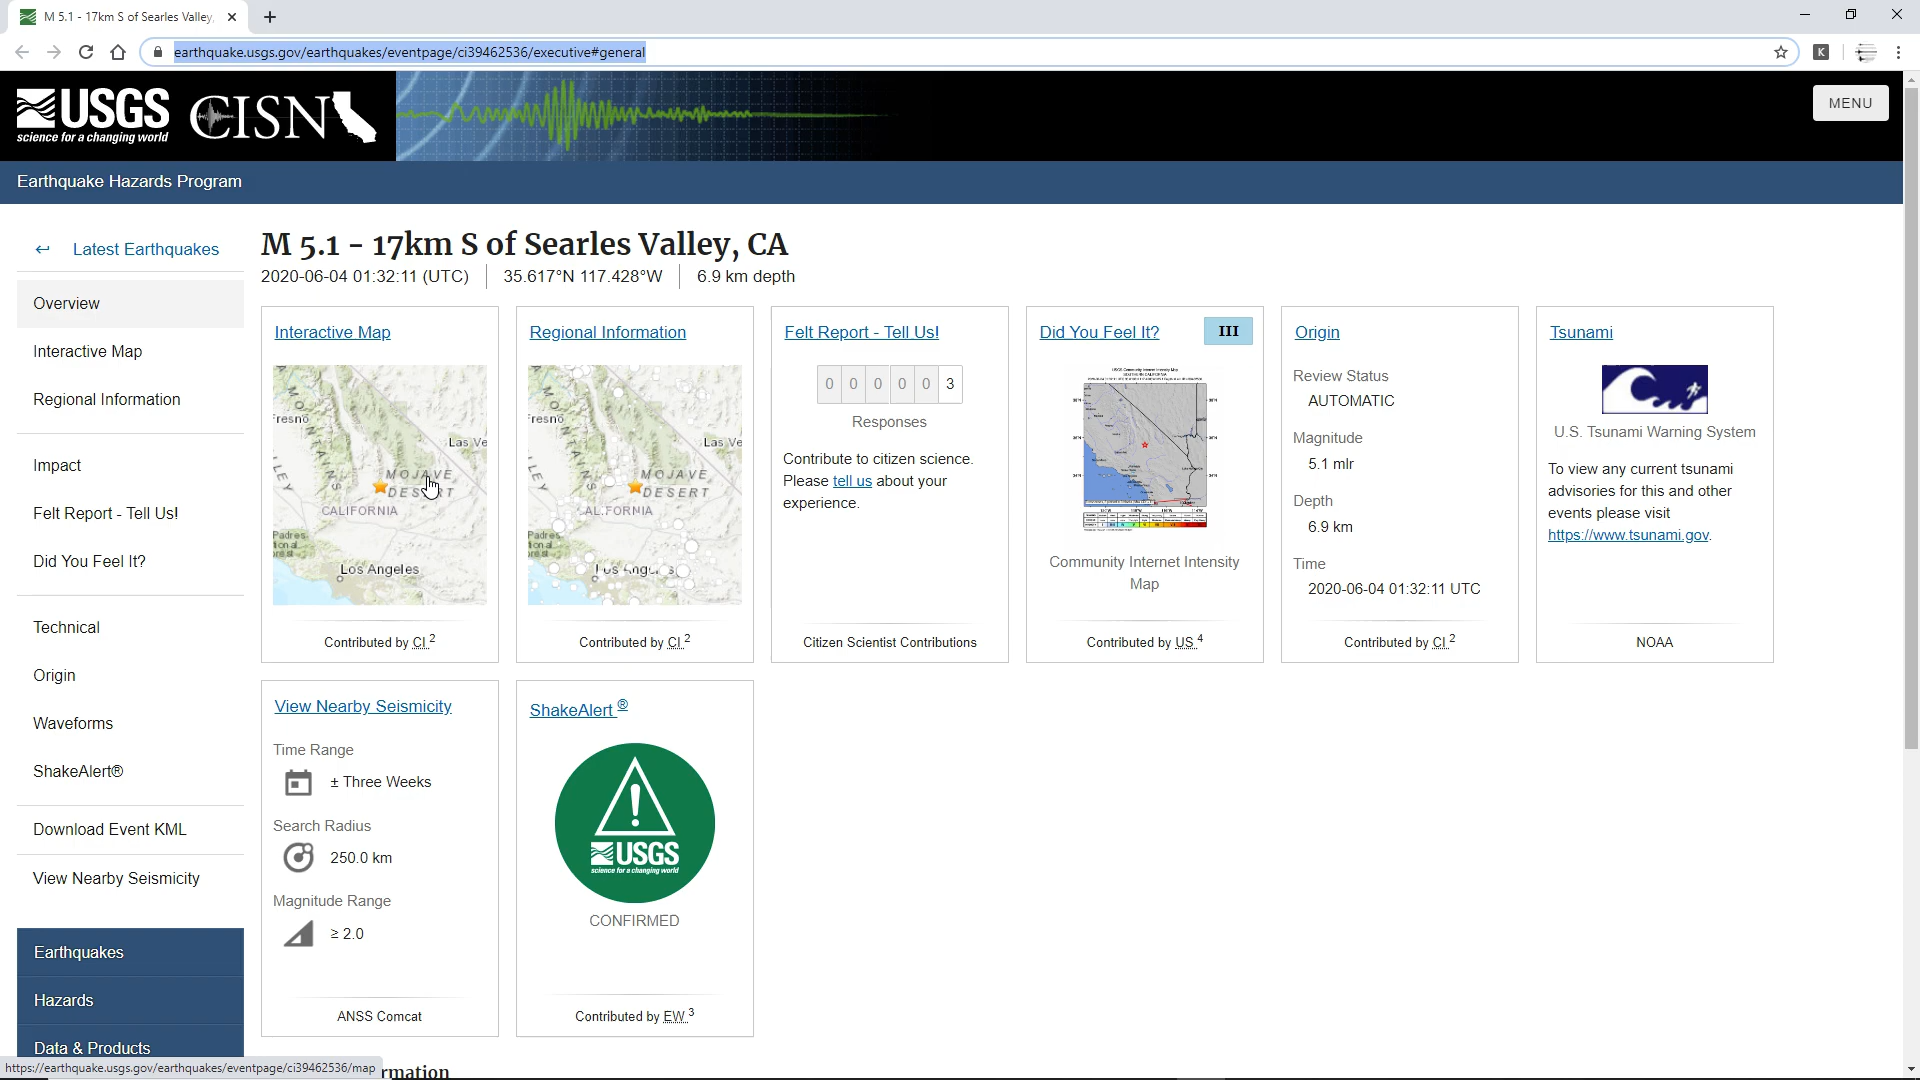 M 5.1 - 17km S of Searles Valley,
earthquake.usgs.gov/earthquakes/eventpage/ci39462536/executive#general
K
USGS
science for a changing world
CISN
MENU
Earthquake Hazards Program
Latest Earthquakes
Overview
Interactive Map
Regional Information
Impact
Felt Report - Tell Us!
Did You Feel It?
Technical
Origin
Waveforms
ShakeAlert®
Download Event KML
View Nearby Seismicity
Earthquakes
Hazards
Data & Products
M 5.1 - 17km S of Searles Valley, CA
2020-06-04 01:32:11 (UTC)
35.617°N 117.428°W
6.9 km depth
Interactive Map
Fresno
Las Ve
MOJAVE
DESERT
CALIFORNIA
Los Angeles
Contributed by CI 2
Regional Information
Las Ve
MOJAVE
DESERT
CALIFORNIA
Los Angeles
Contributed by CI 2
Felt Report - Tell Us!
0 0 0 0 0 3
Responses
Contribute to citizen science.
Please tell us about your
experience.
Citizen Scientist Contributions
Did You Feel It?
III
Community Internet Intensity
Map
Contributed by US 4
Origin
Review Status
AUTOMATIC
Magnitude
5.1 mlr
Depth
6.9 km
Time
2020-06-04 01:32:11 UTC
Contributed by CI 2
Tsunami
U.S. Tsunami Warning System
To view any current tsunami
advisories for this and other
events please visit
https://www.tsunami.gov.
NOAA
View Nearby Seismicity
Time Range
± Three Weeks
Search Radius
250.0 km
Magnitude Range
≥ 2.0
ANSS Comcat
ShakeAlert ®
USGS
science for a changing world
CONFIRMED
Contributed by EW 3
https://earthquake.usgs.gov/earthquakes/eventpage/ci39462536/map
rmation